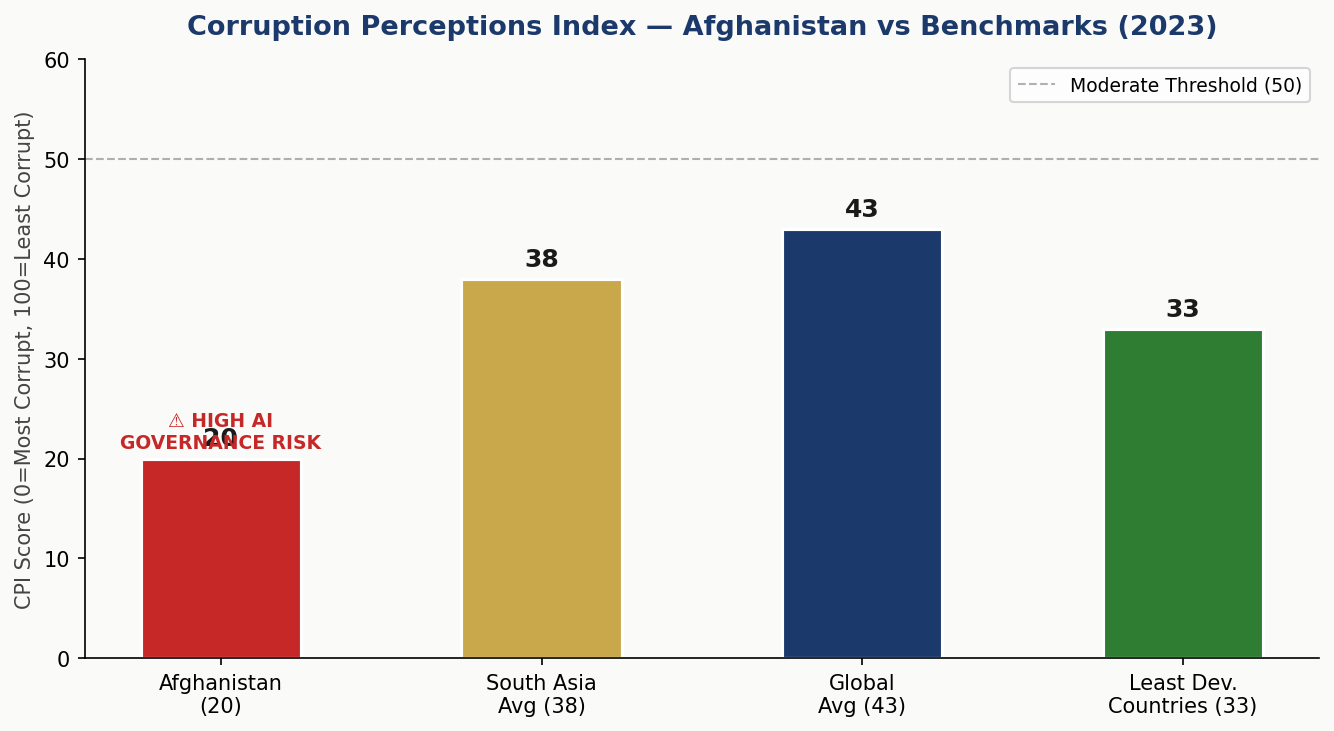 Corruption Perceptions Index — Afghanistan vs Benchmarks (2023)
Moderate Threshold (50)
CPI Score (0=Most Corrupt, 100=Least Corrupt)
60
50
40
30
20
10
0
⚠ HIGH AI
GOVERNANCE RISK
20
38
43
33
Afghanistan
(20)
South Asia
Avg (38)
Global
Avg (43)
Least Dev.
Countries (33)